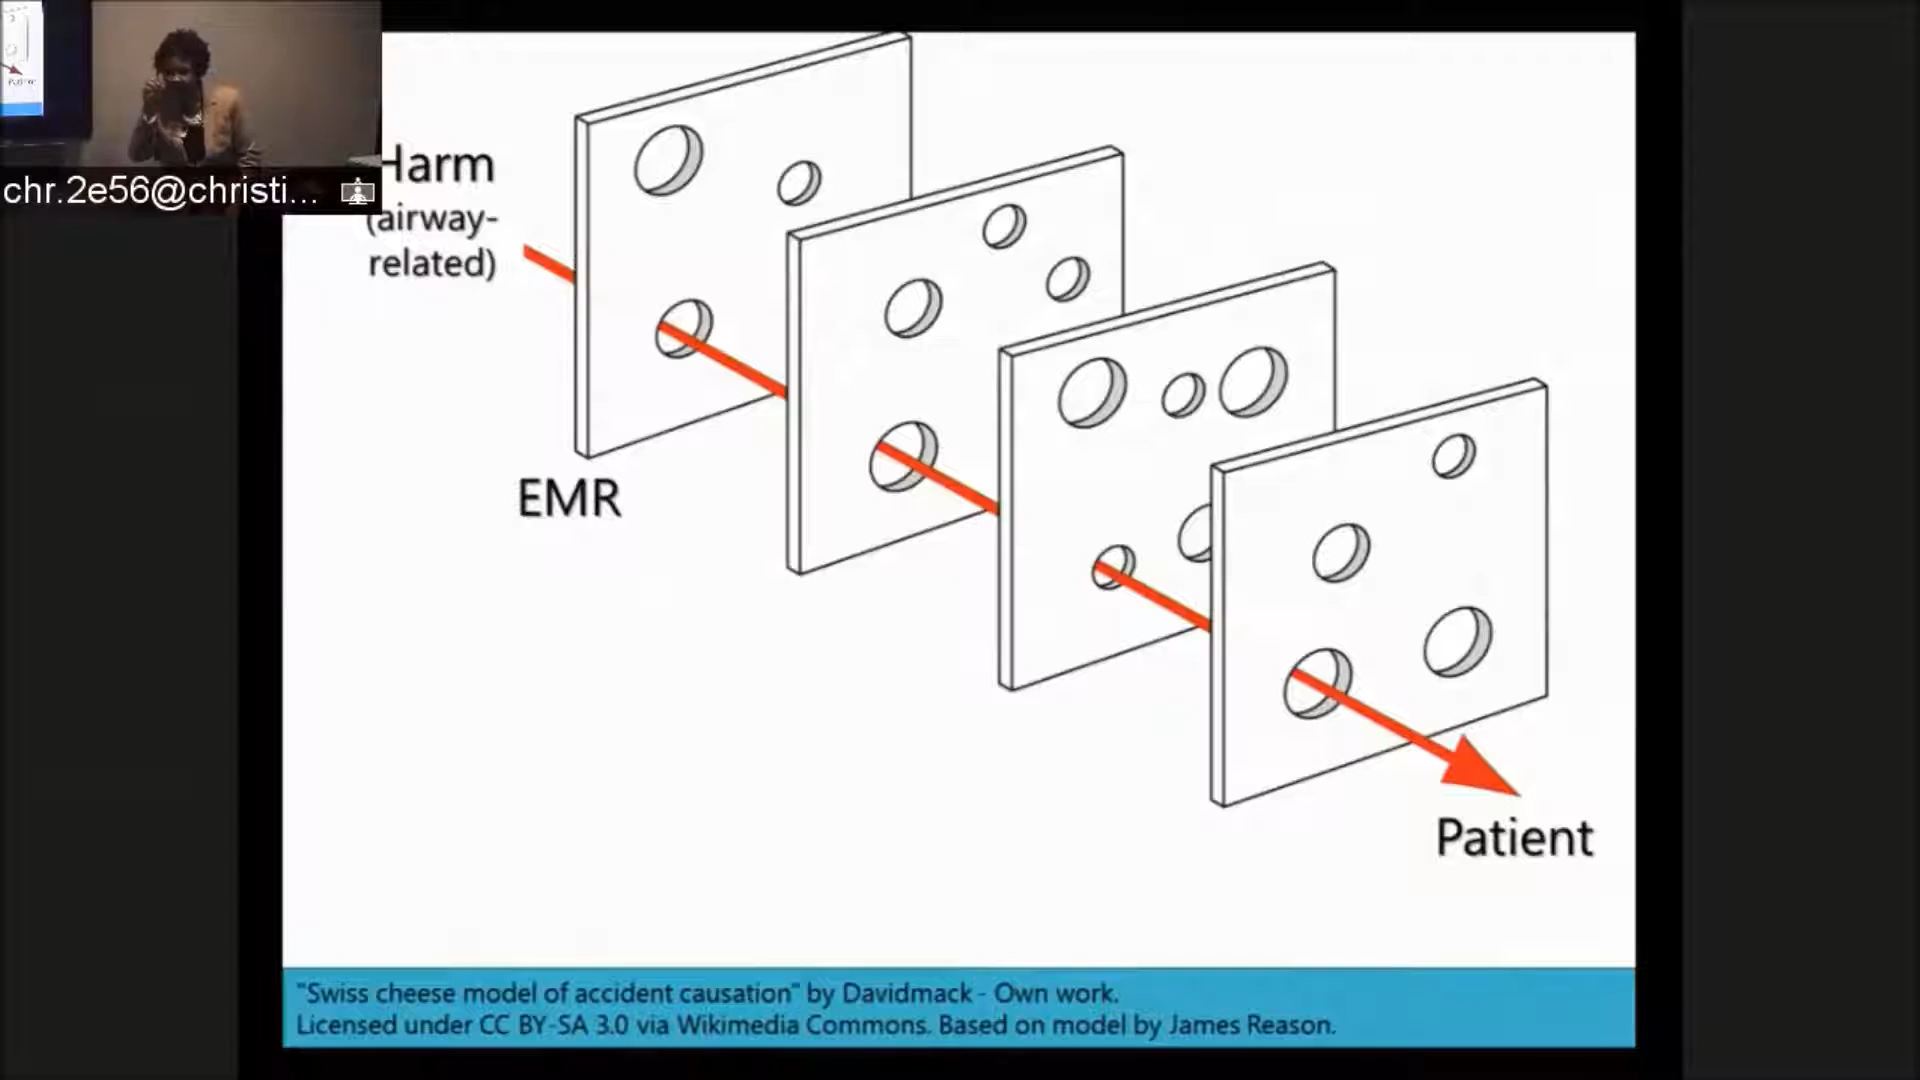 chr.2e56@christi...
Harm
(airway-
related)
EMR
Patient
"Swiss cheese model of accident causation" by Davidmack - Own work.
Licensed under CC BY-SA 3.0 via Wikimedia Commons. Based on model by James Reason.